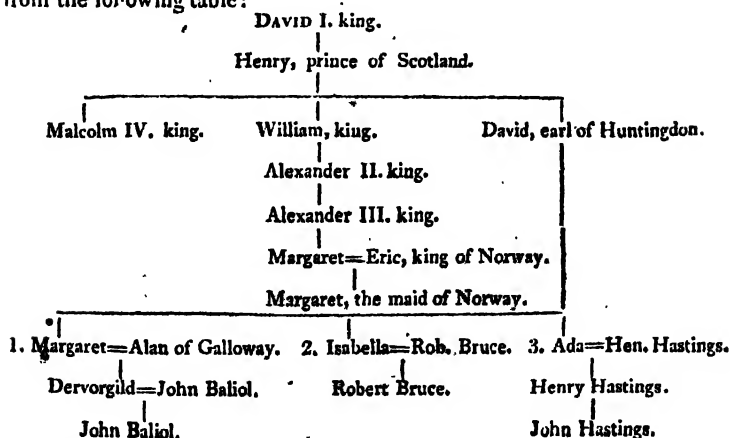 from the following table:
DAVID I. king.
Henry, prince of Scotland.
Malcolm IV. king. William, king. David, earl of Huntingdon.
Alexander II. king.
Alexander III. king.
Margaret=Eric, king of Norway.
Margaret, the maid of Norway.
1. Margaret=Alan of Galloway. 2. Isabella=Rob. Bruce. 3. Ada=Hen. Hastings.
Dervorgild=John Baliol. Robert Bruce. Henry Hastings.
John Baliol. John Hastings.